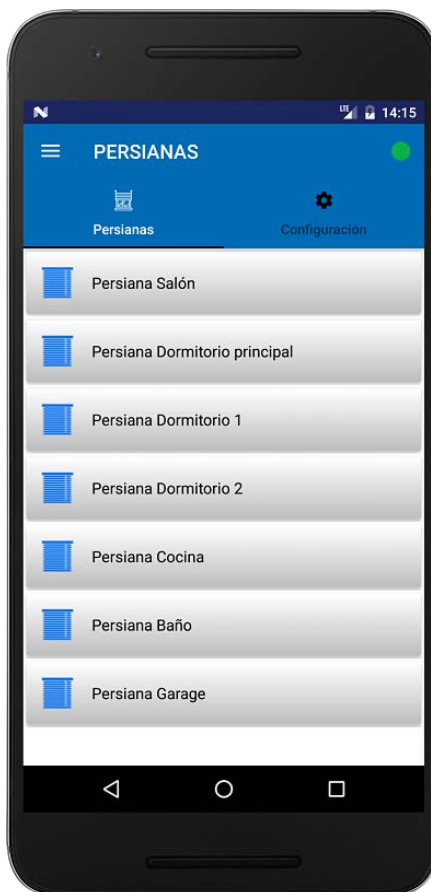 LTE 14:15
PERSIANAS
Persianas Configuración
Persiana Salón
Persiana Dormitorio principal
Persiana Dormitorio 1
Persiana Dormitorio 2
Persiana Cocina
Persiana Baño
Persiana Garage